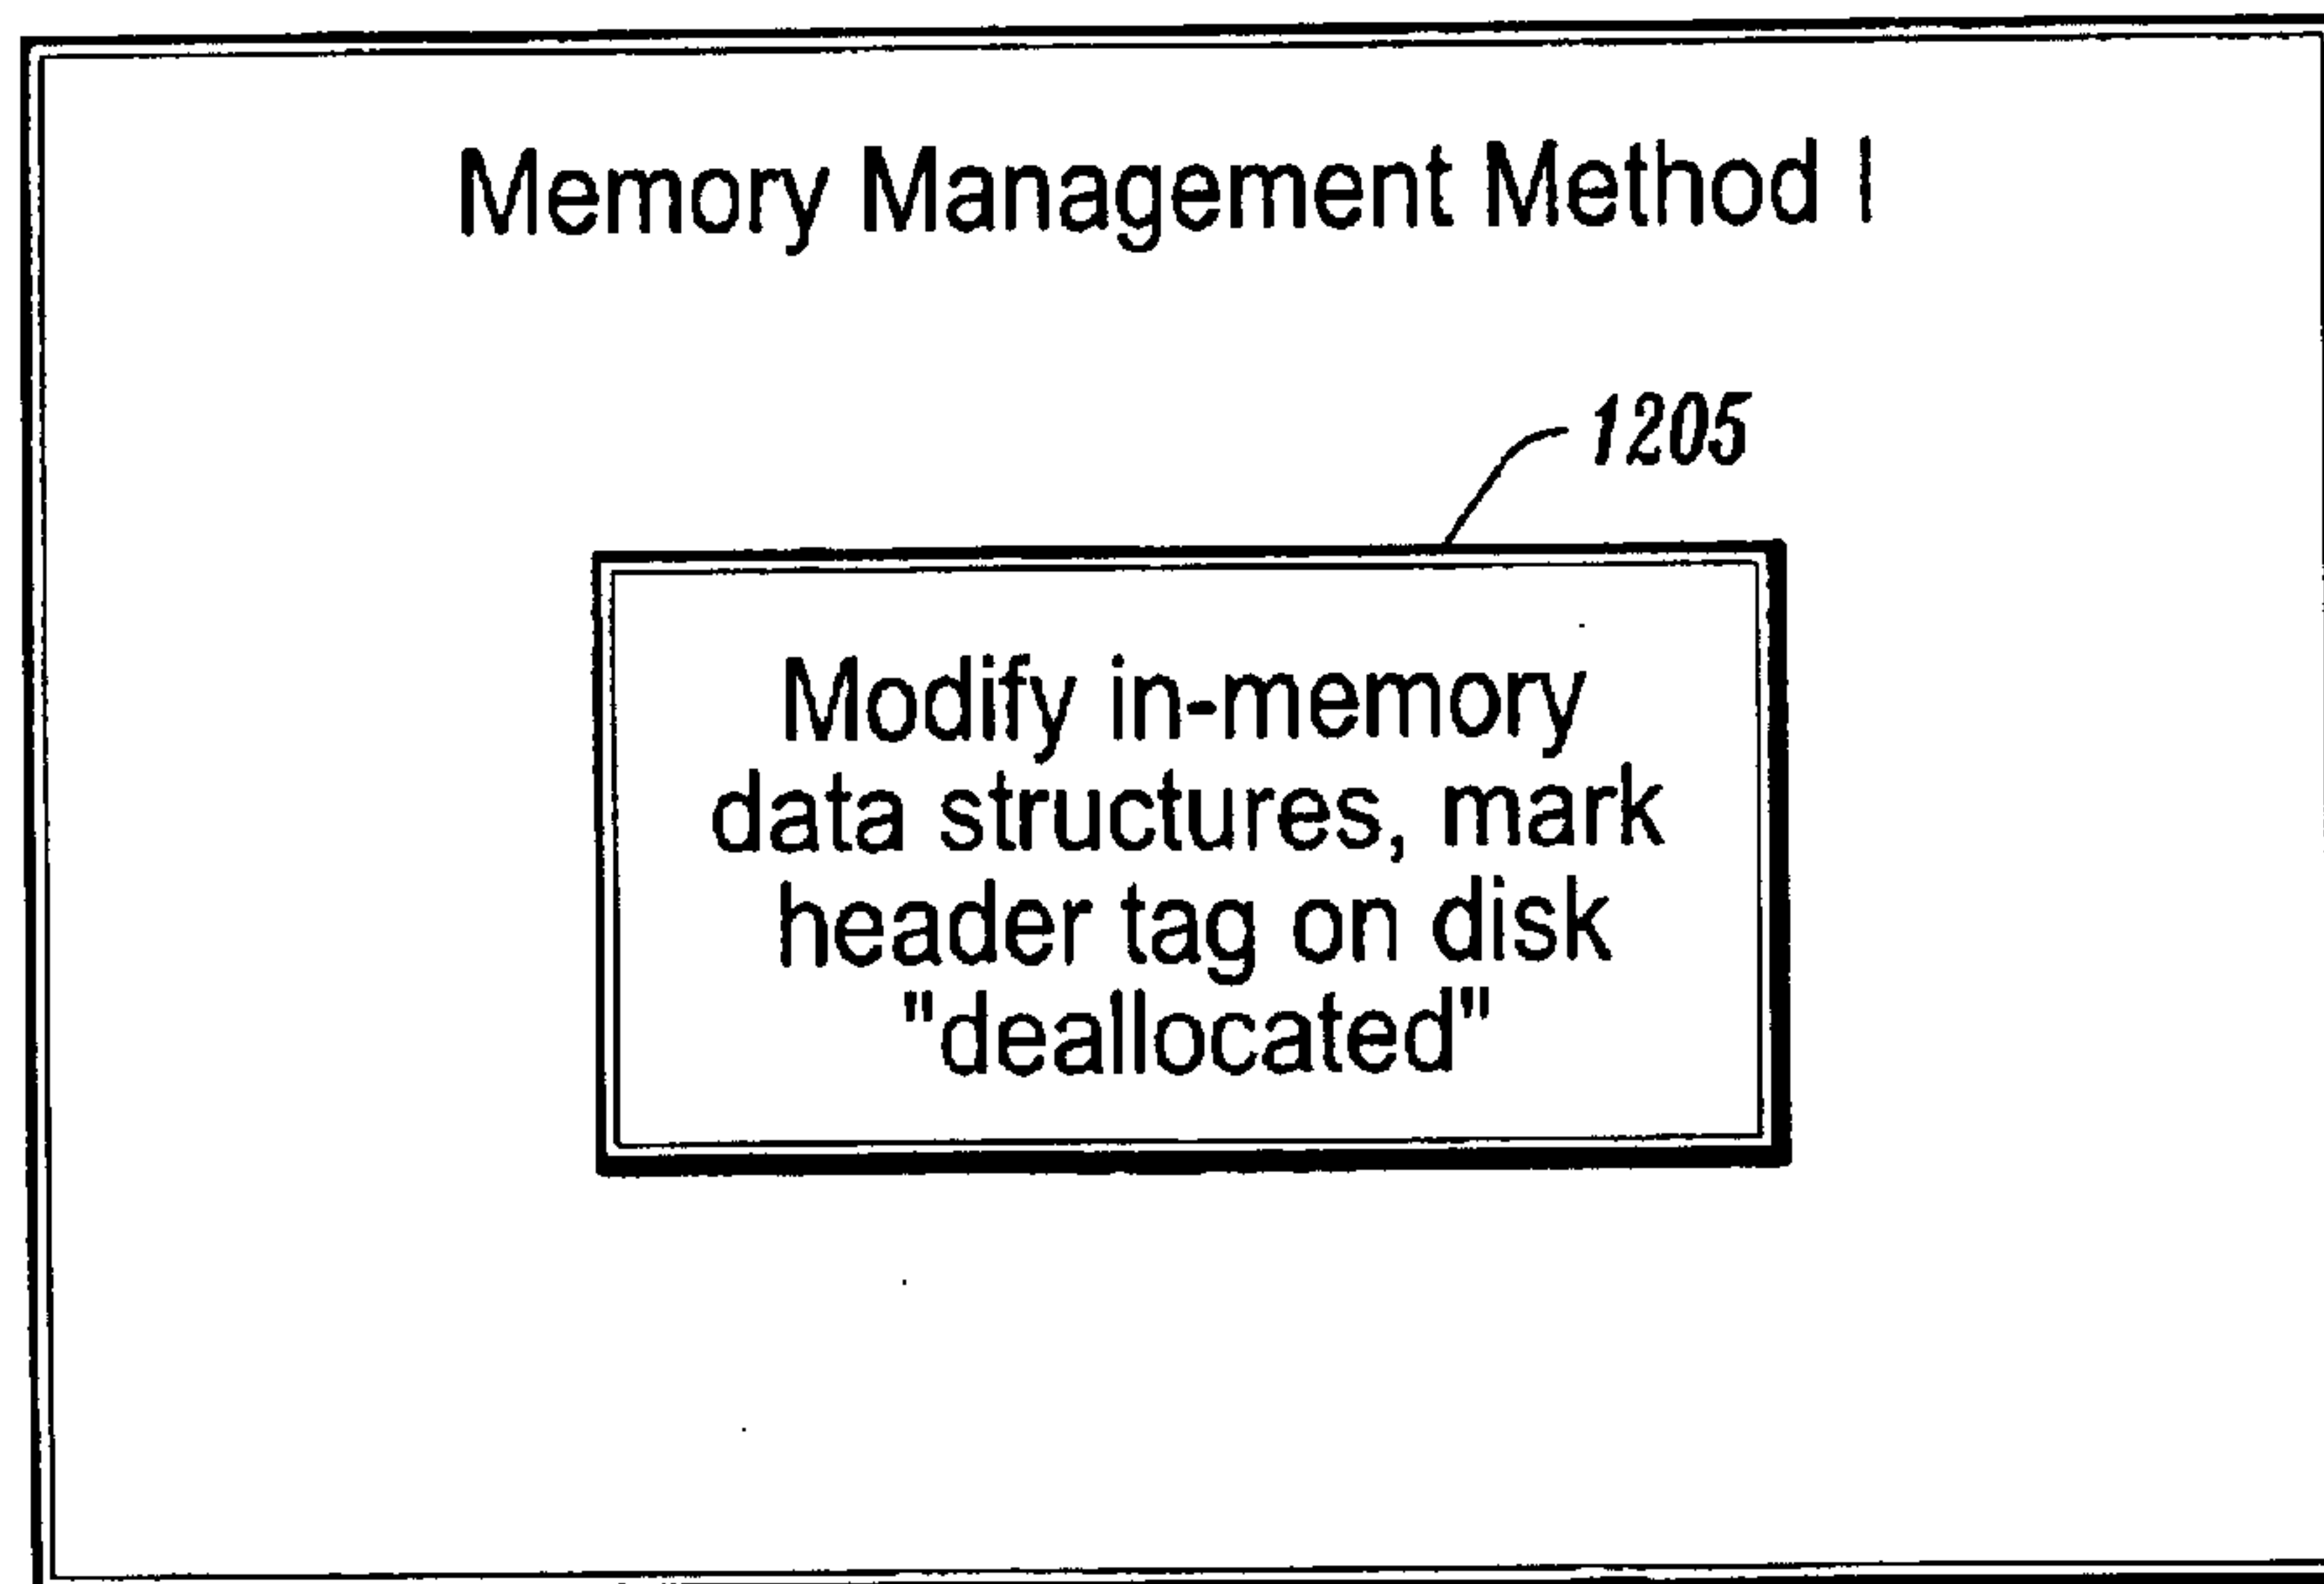 Memory Management Method I
1205
Modify in-memory
data structures, mark
header tag on disk
"deallocated"